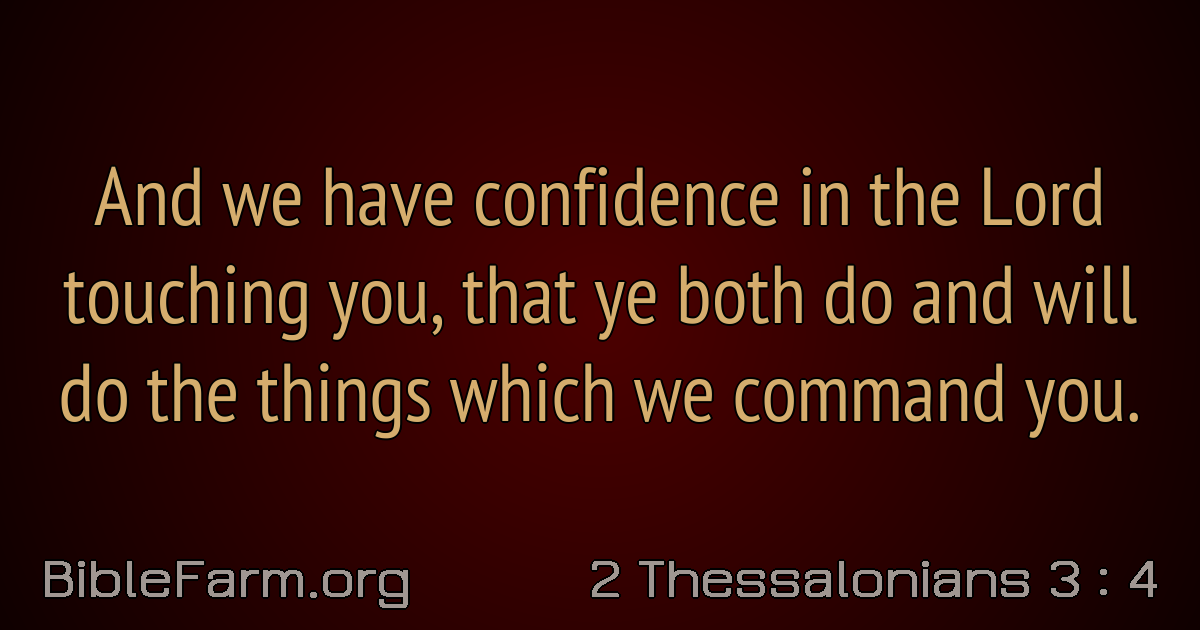 And we have confidence in the Lord
touching you, that ye both do and will
do the things which we command you.
BibleFarm.org
2 Thessalonians 3 : 4